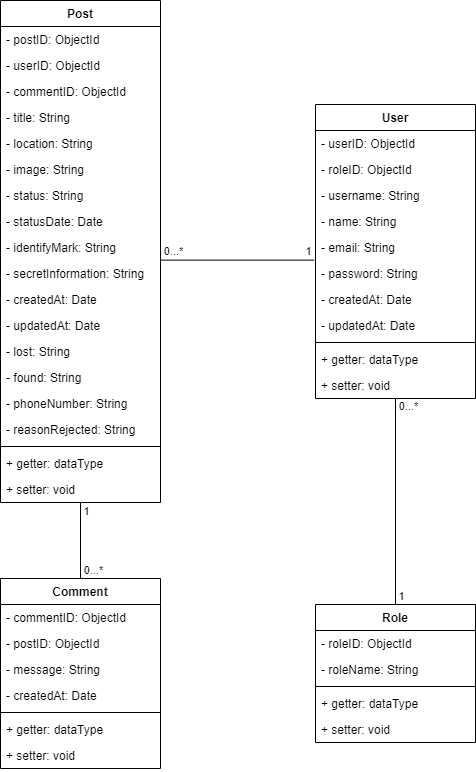 Post
- postID: ObjectId
- userID: ObjectId
- commentID: ObjectId
- title: String
- location: String
- image: String
- status: String
- statusDate: Date
- identifyMark: String
- secretInformation: String
- createdAt: Date
- updatedAt: Date
- lost: String
- found: String
- phoneNumber: String
- reasonRejected: String
+ getter: dataType
+ setter: void
0...*
1
User
- userID: ObjectId
- roleID: ObjectId
- username: String
- name: String
- email: String
- password: String
- createdAt: Date
- updatedAt: Date
+ getter: dataType
+ setter: void
1
0...*
0...*
1
Comment
- commentID: ObjectId
- postID: ObjectId
- message: String
- createdAt: Date
+ getter: dataType
+ setter: void
Role
- roleID: ObjectId
- roleName: String
+ getter: dataType
+ setter: void